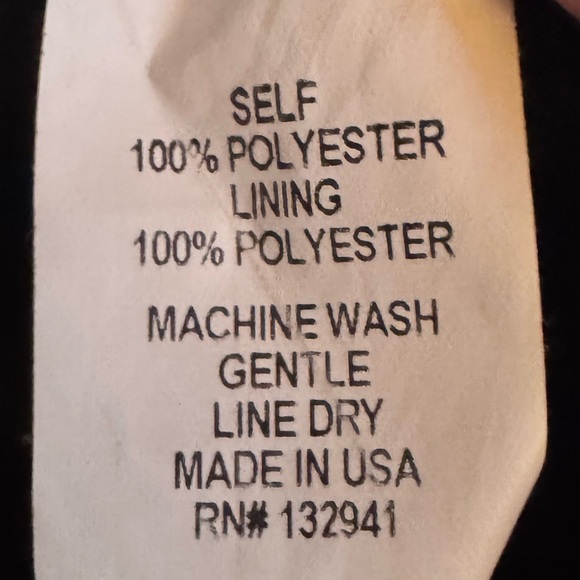 SELF
100% POLYESTER
LINING
100% POLYESTER
MACHINE WASH
GENTLE
LINE DRY
MADE IN USA
RN# 132941